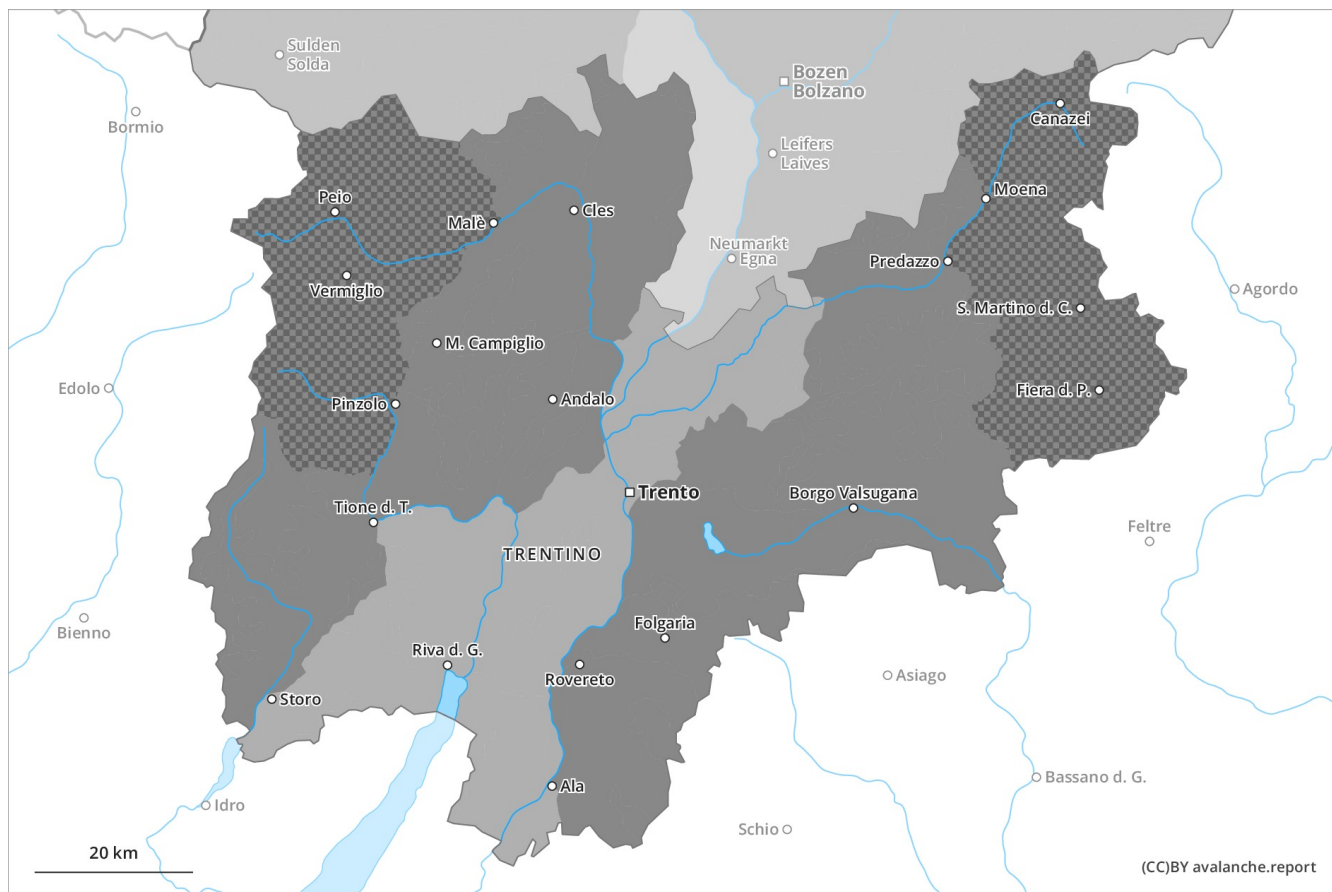 Sulden
Solda
Bozen
Bolzano
Bormio
Canazei
Leifers
Laives
Peio
Moena
Malè
Cles
Neumarkt
Egna
Predazzo
Vermiglio
Agordo
S. Martino d. C.
M. Campiglio
Edolo
Fiera d. P.
Pinzolo
Andalo
Trento
Borgo Valsugana
Tione d. T.
Feltre
TRENTINO
Bienno
Folgaria
Riva d. G.
Rovereto
Asiago
Storo
Bassano d. G.
Ala
Idro
Schio
20 km
(CC)BY avalanche.report